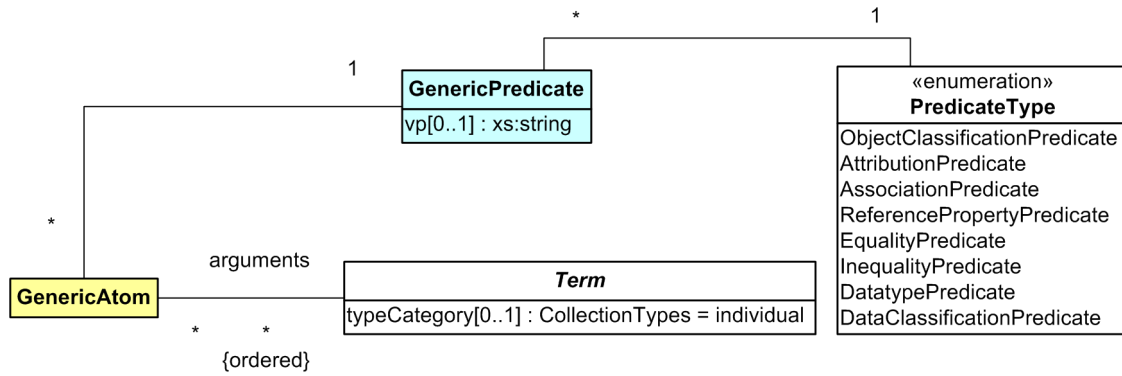 * 1
1
GenericPredicate
vp[0..1] : xs:string
«enumeration»
PredicateType
ObjectClassificationPredicate
AttributionPredicate
AssociationPredicate
ReferencePropertyPredicate
EqualityPredicate
InequalityPredicate
DatatypePredicate
DataClassificationPredicate
*
GenericAtom
arguments
* *
{ordered}
Term
typeCategory[0..1] : CollectionTypes = individual